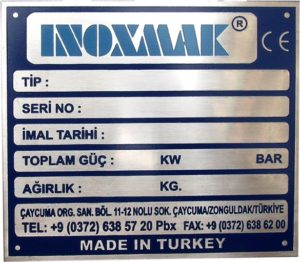 INOXMAK ® CE
TİP :
SERİ NO :
İMAL TARİHİ :
TOPLAM GÜÇ : KW BAR
AĞIRLIK : KG.
ÇAYCUMA ORG. SAN. BÖL. 11-12 NOLU SOK. ÇAYCUMA/ZONGULDAK/TÜRKİYE
TEL: +9 (0372) 638 57 20 Pbx FAX: +9 (0372) 638 62 00
MADE IN TURKEY